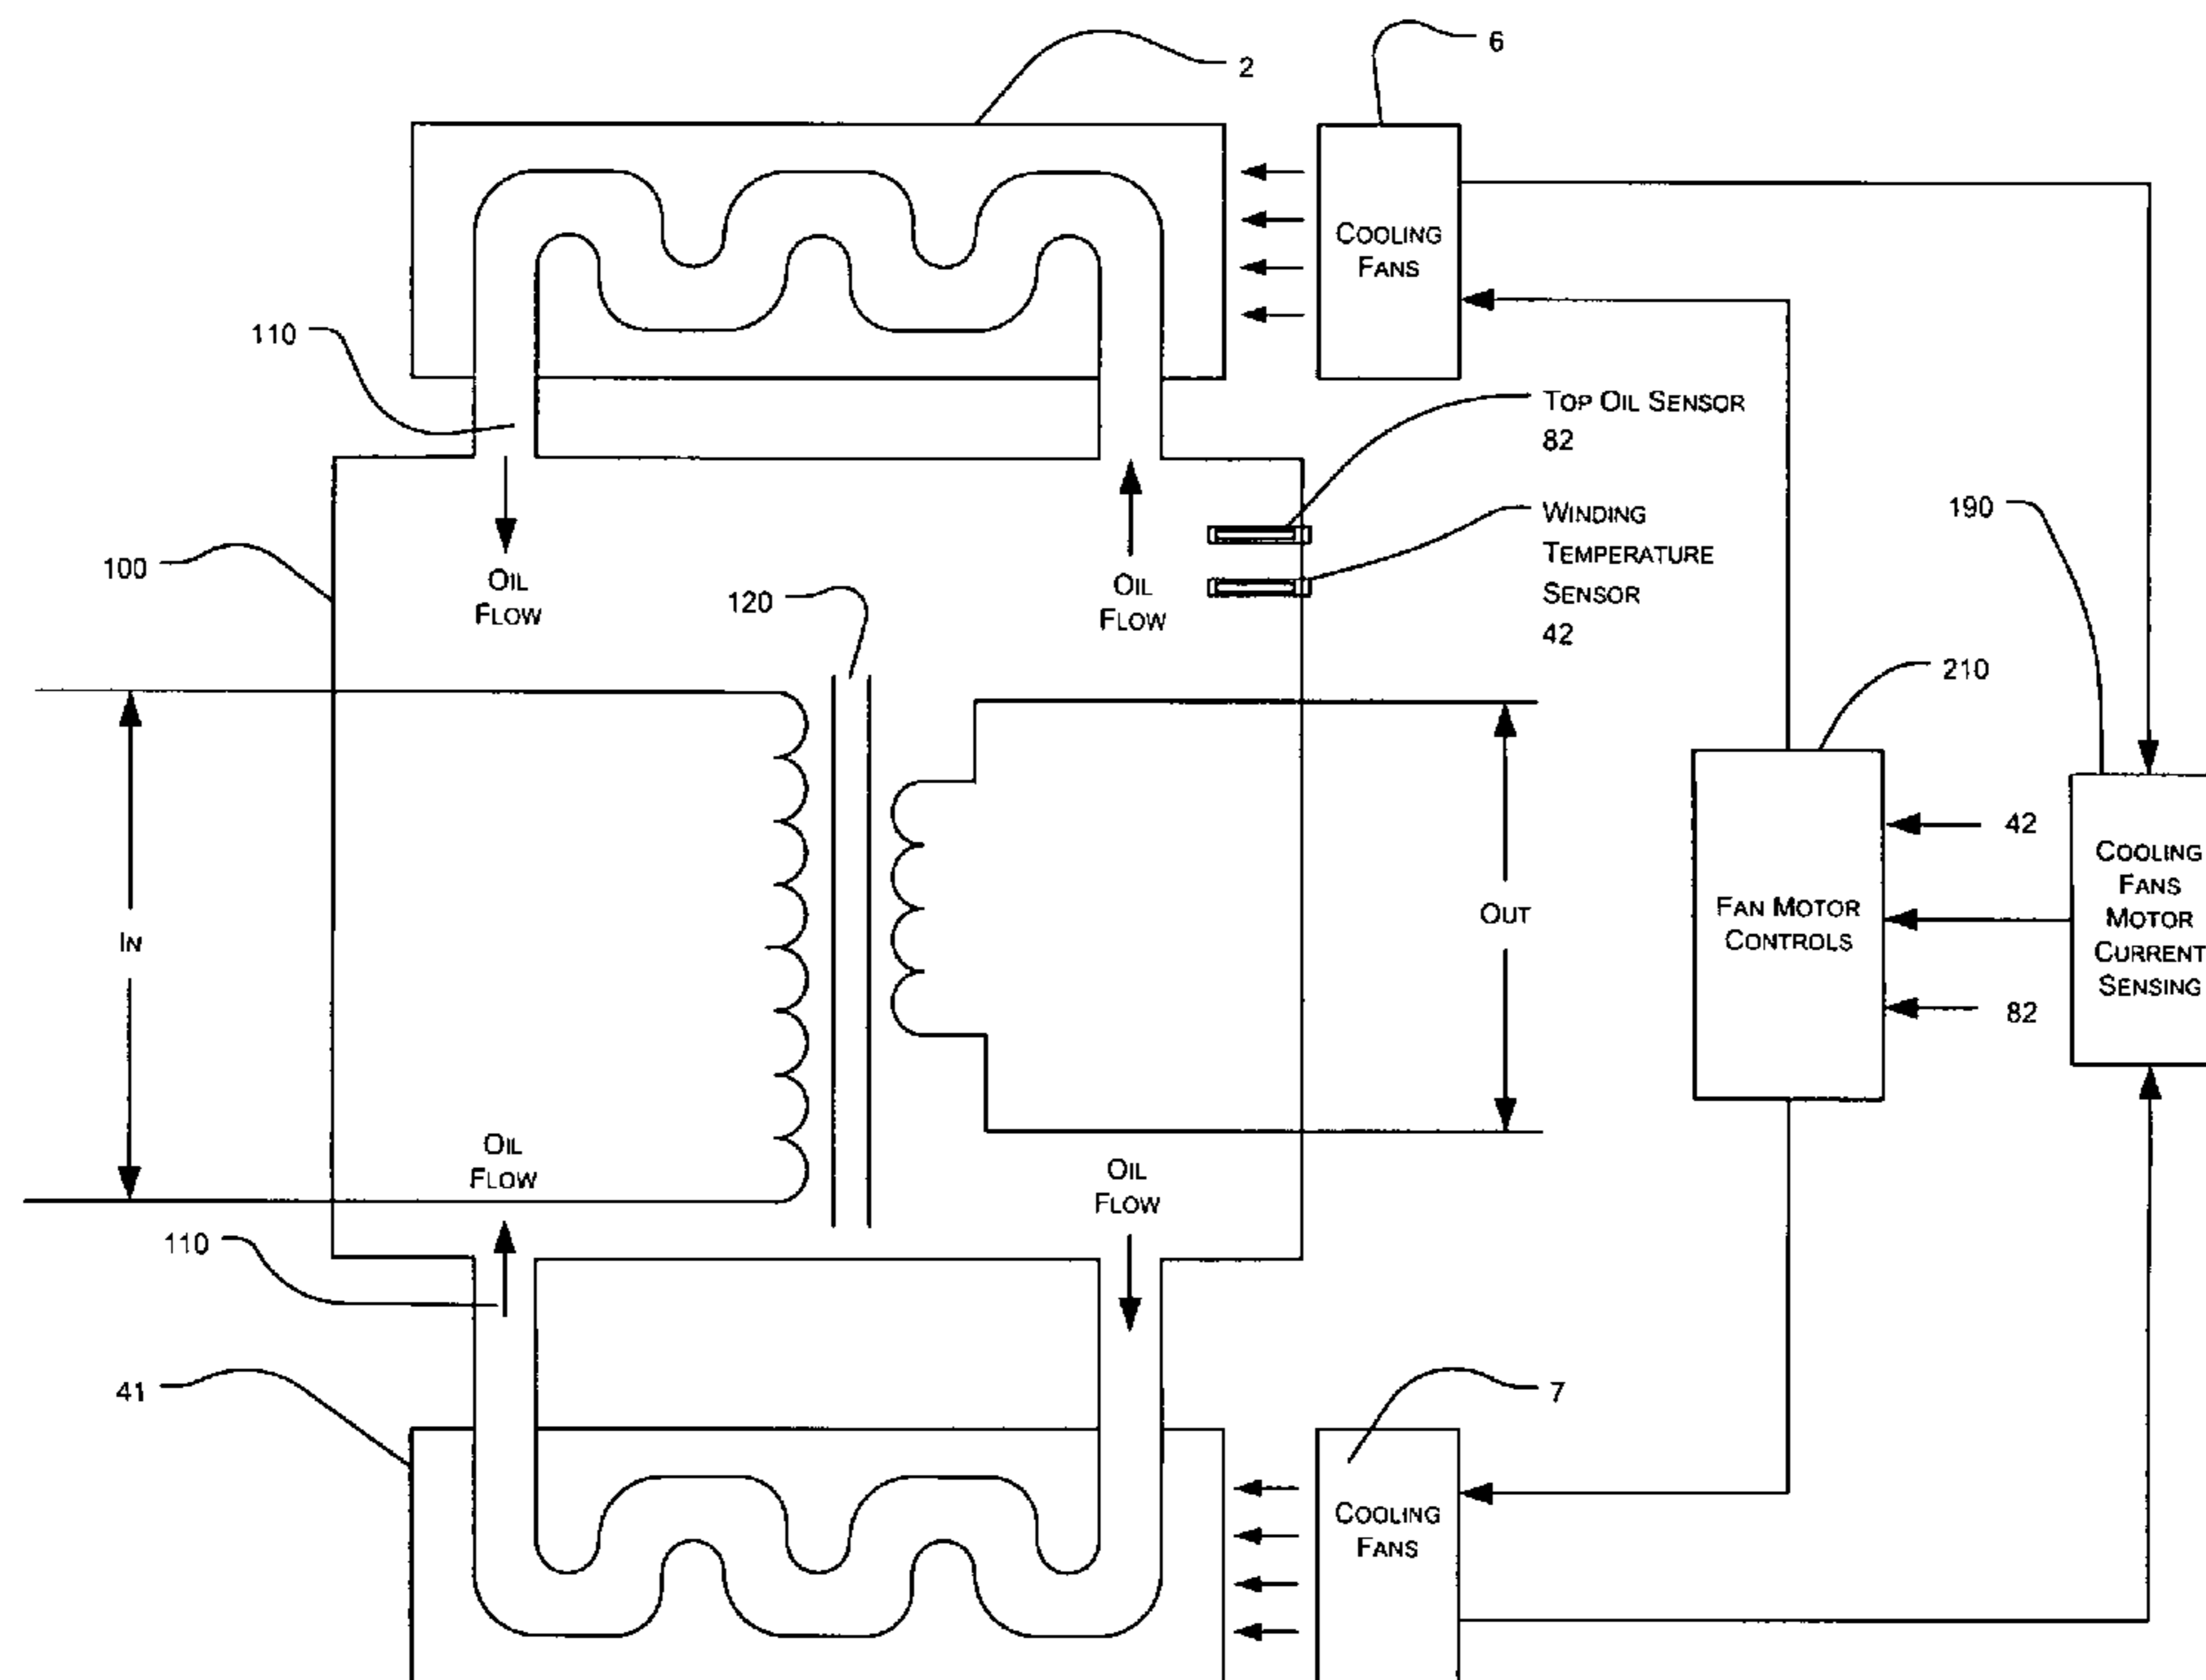 6
2
COOLING
FANS
110
TOP OIL SENSOR
82
WINDING
TEMPERATURE
SENSOR
42
190
100
OIL
FLOW
OIL
FLOW
120
210
42
COOLING
FANS
MOTOR
CURRENT
SENSING
FAN MOTOR
CONTROLS
82
IN
OUT
OIL
FLOW
OIL
FLOW
110
41
7
COOLING
FANS